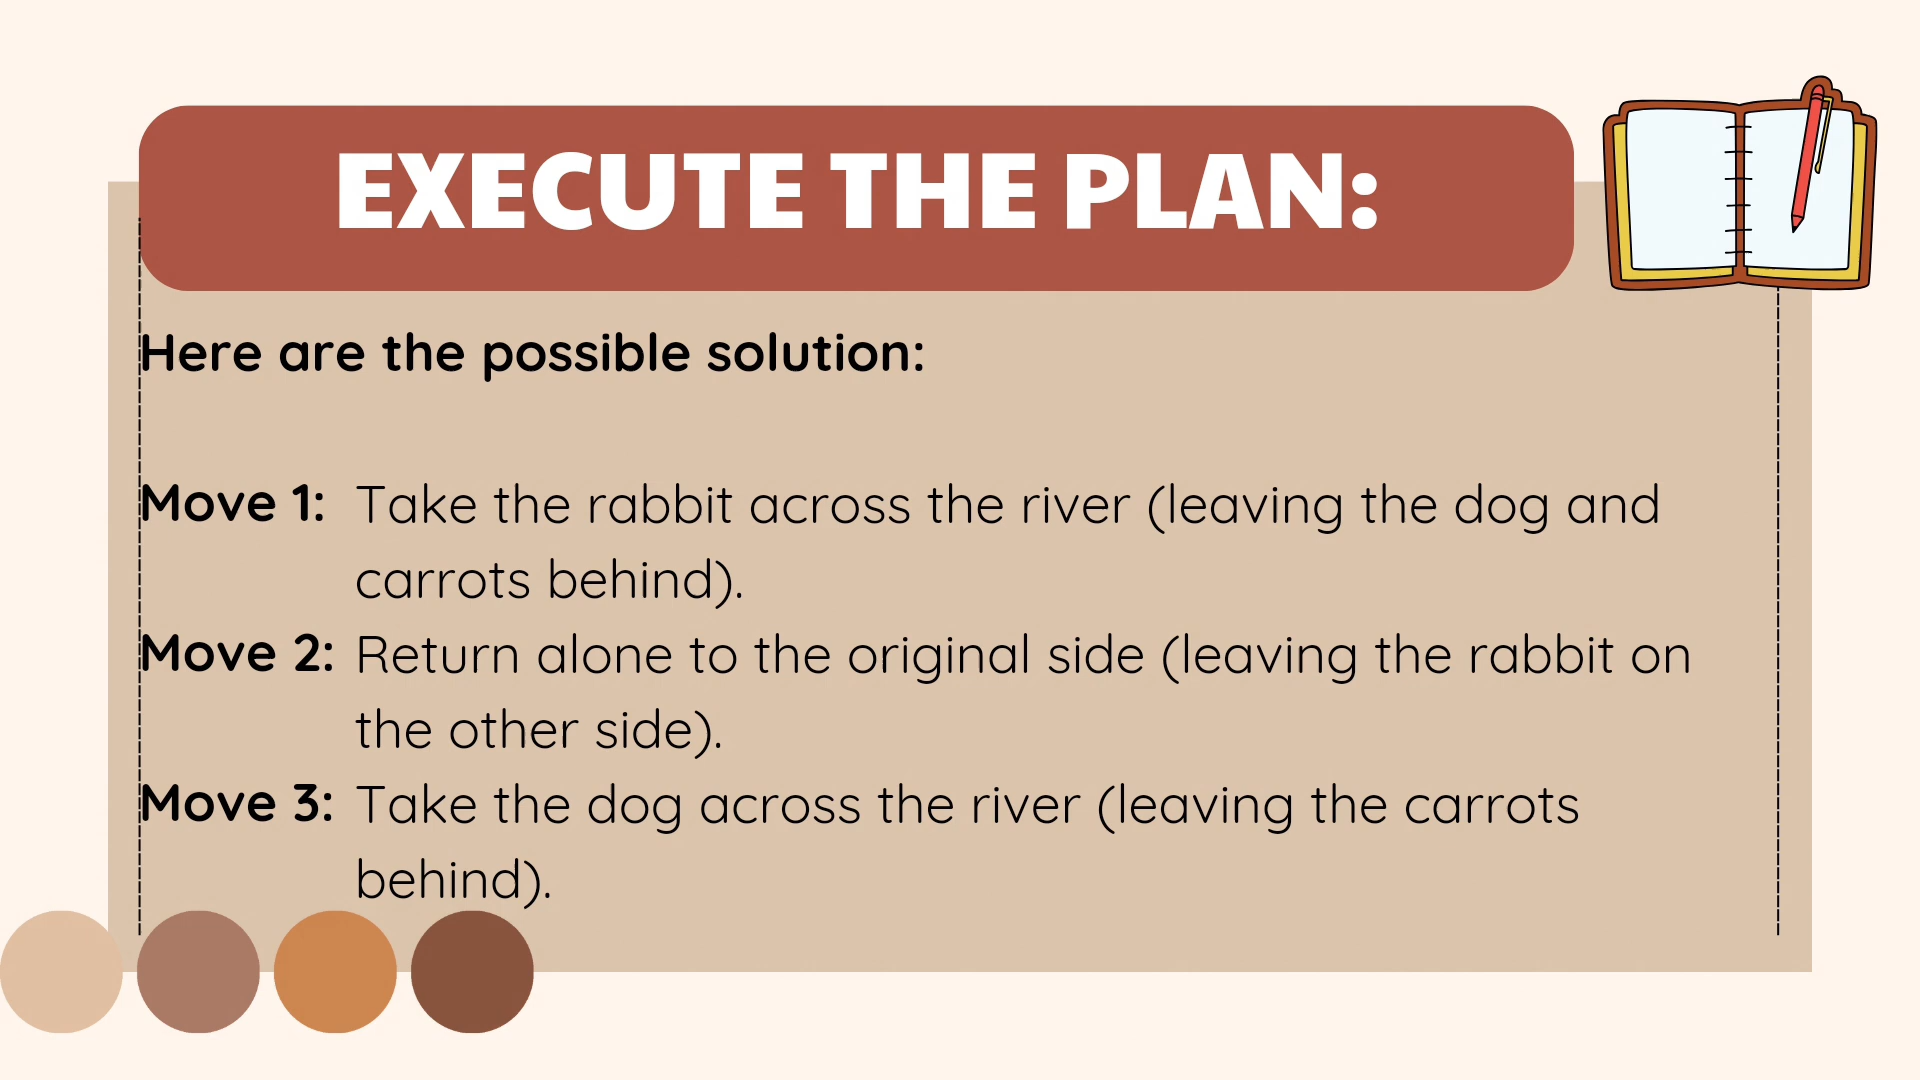 EXECUTE THE PLAN:
Here are the possible solution:
Move 1: Take the rabbit across the river (leaving the dog and
carrots behind).
Move 2: Return alone to the original side (leaving the rabbit on
the other side).
Move 3: Take the dog across the river (leaving the carrots
behind).